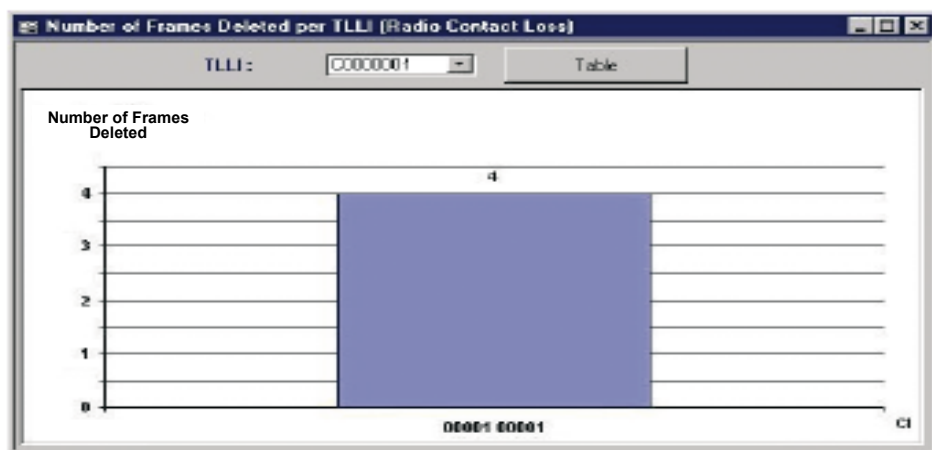 Number of Frames Deleted per TLLI (Radio Contact Loss)
TLLI :
C0000001
Table
Number of Frames
Deleted
4
4
3
2
1
0
00001 00001
CI